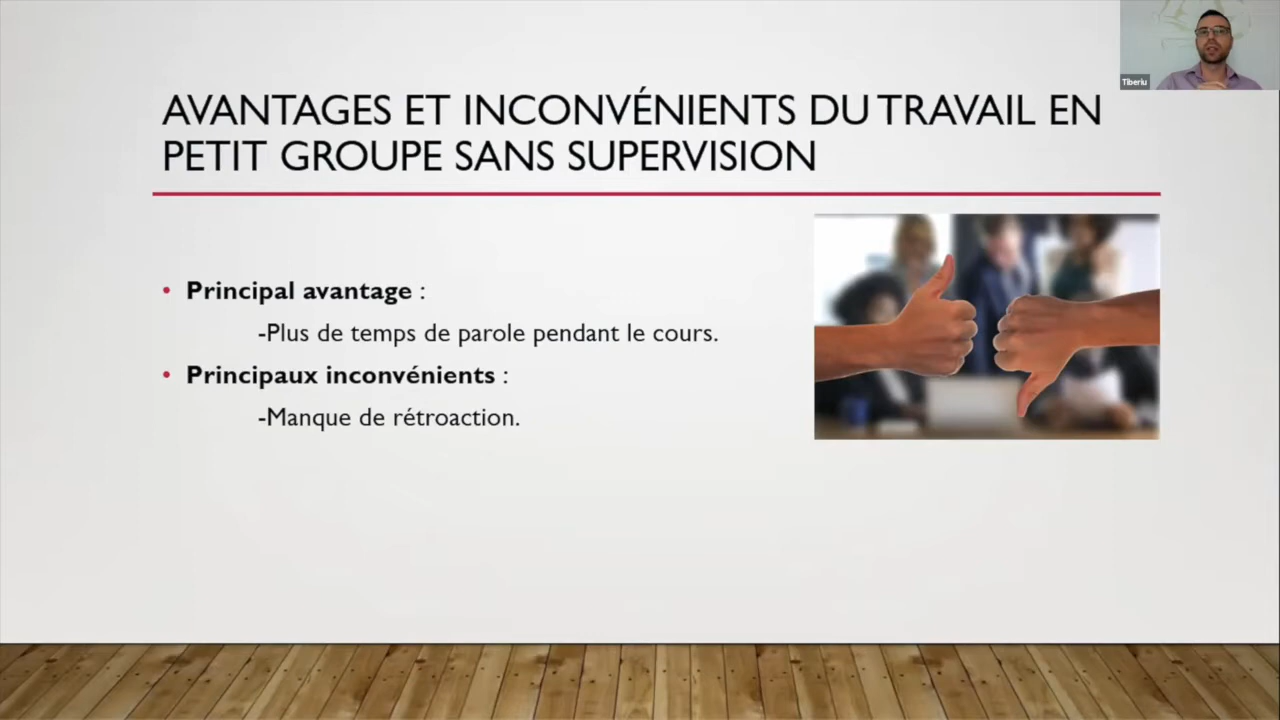 Tiberiu
AVANTAGES ET INCONVÉNIENTS DU TRAVAIL EN
PETIT GROUPE SANS SUPERVISION
• Principal avantage :
-Plus de temps de parole pendant le cours.
• Principaux inconvénients :
-Manque de rétroaction.